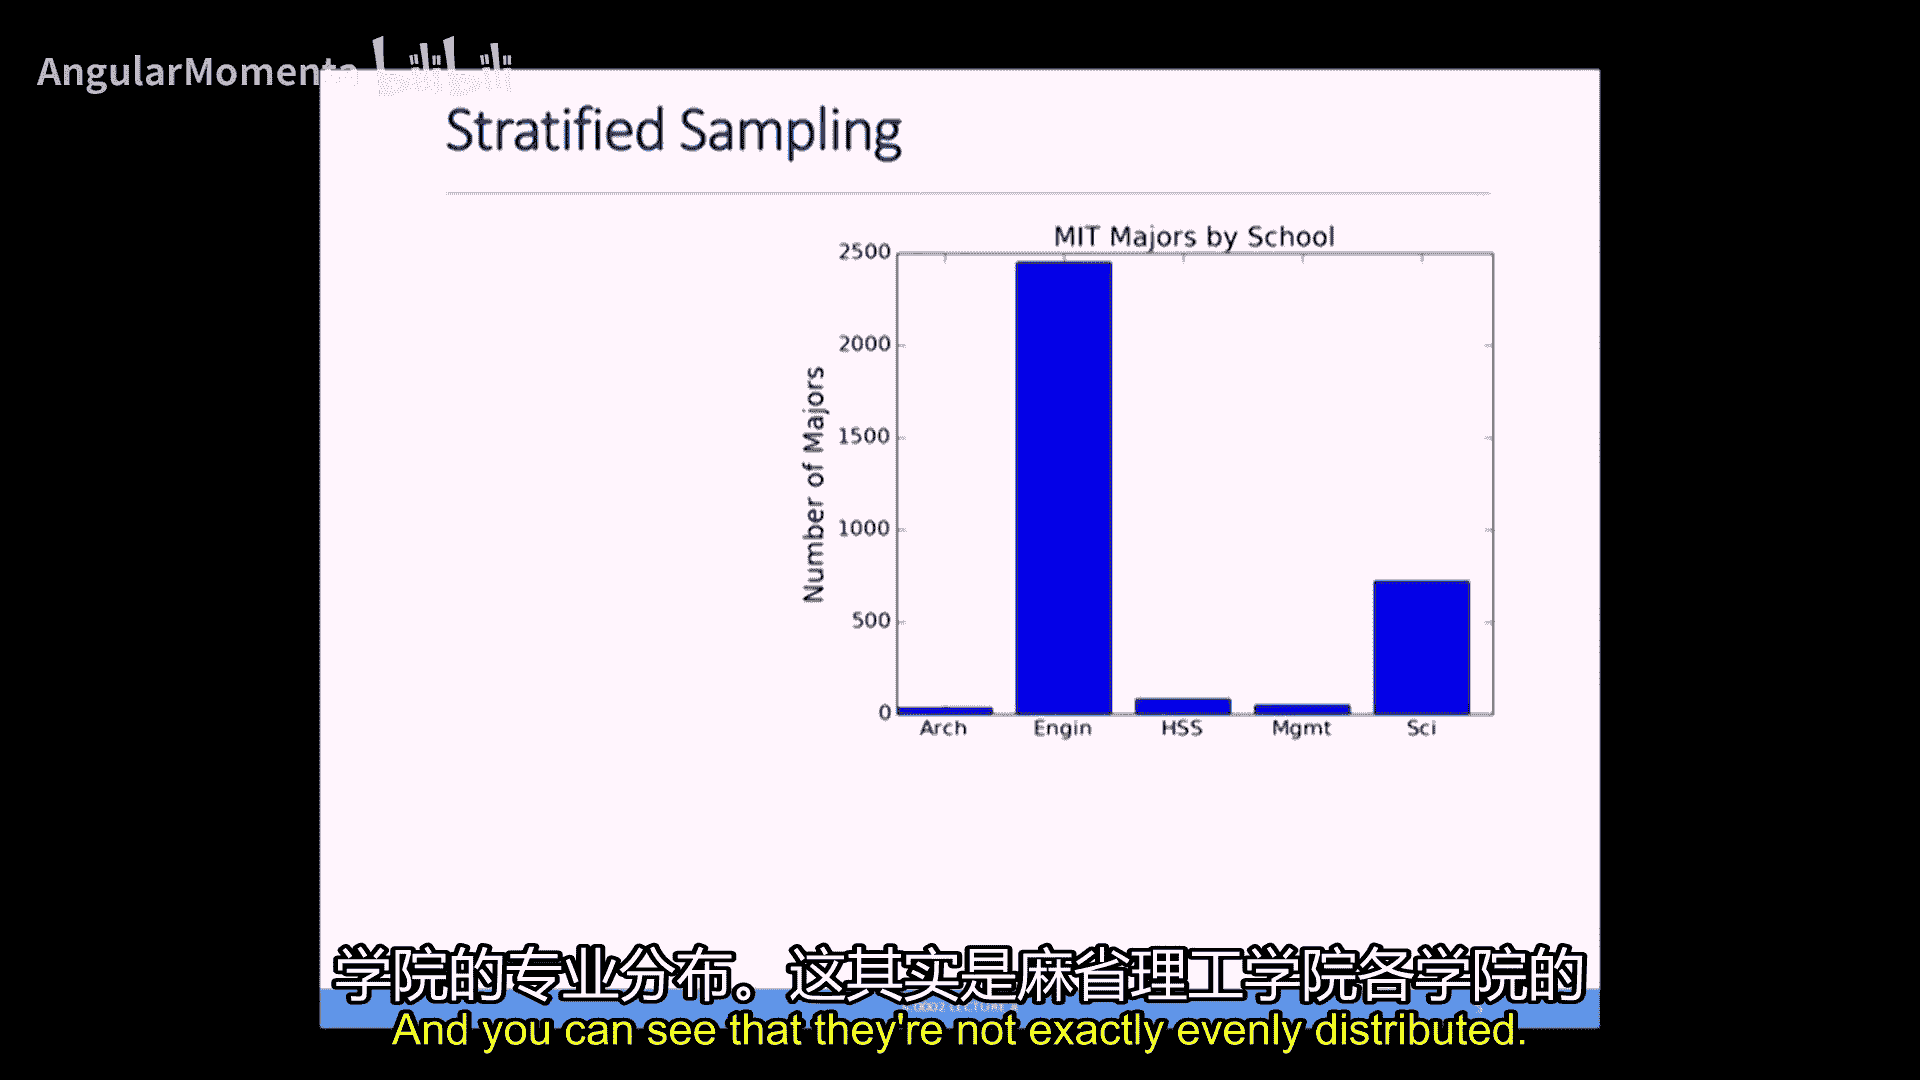 AngularMomenta bilibili
Stratified Sampling
MIT Majors by School
2500
2000
1500
1000
500
0
Number of Majors
Arch Engin HSS Mgmt Sci
学院的专业分布。这其实是麻省理工学院各学院的
And you can see that they're not exactly evenly distributed.